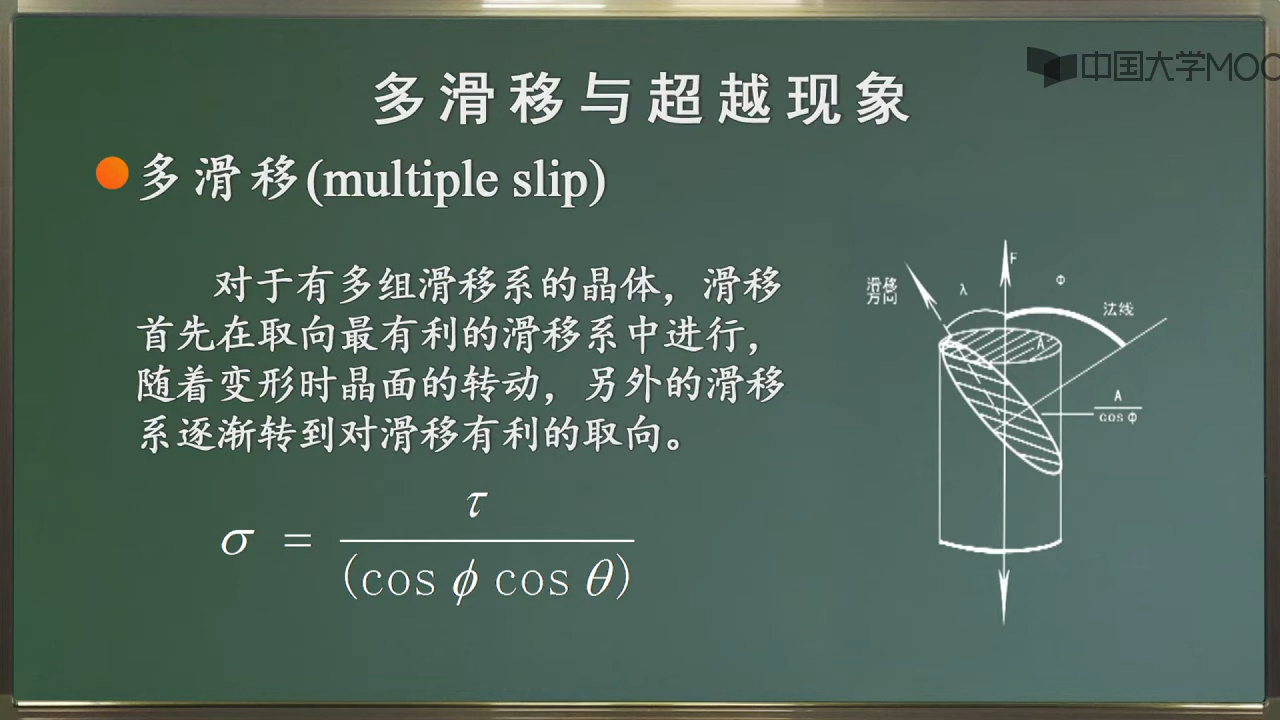 中国大学MOO
多滑移与超越现象
多滑移(multiple slip)
对于有多组滑移系的晶体，滑移
首先在取向最有利的滑移系中进行，
随着变形时晶面的转动，另外的滑移
系逐渐转到对滑移有利的取向。
σ = τ / (cos ϕ cos θ)
F
滑移
方向
λ
Φ
法线
A
A
cos Φ